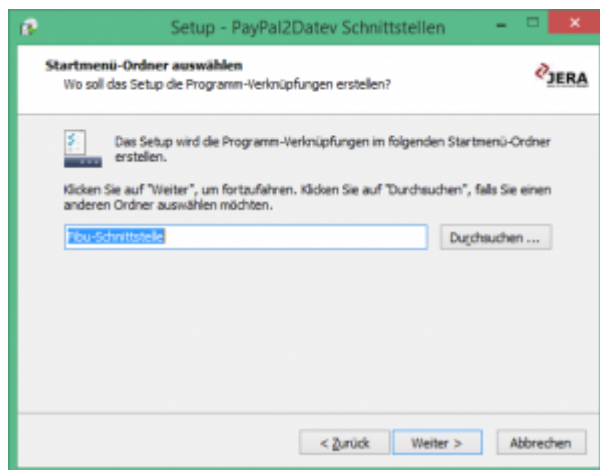 Setup - PayPal2Datev Schnittstellen
Startmenü-Ordner auswählen
Wo soll das Setup die Programm-Verknüpfungen erstellen?
JERA
Das Setup wird die Programm-Verknüpfungen im folgenden Startmenü-Ordner
erstellen.
Klicken Sie auf "Weiter", um fortzufahren. Klicken Sie auf "Durchsuchen", falls Sie einen
anderen Ordner auswählen möchten.
Fibu-Schnittstelle
Durchsuchen ...
< Zurück
Weiter >
Abbrechen